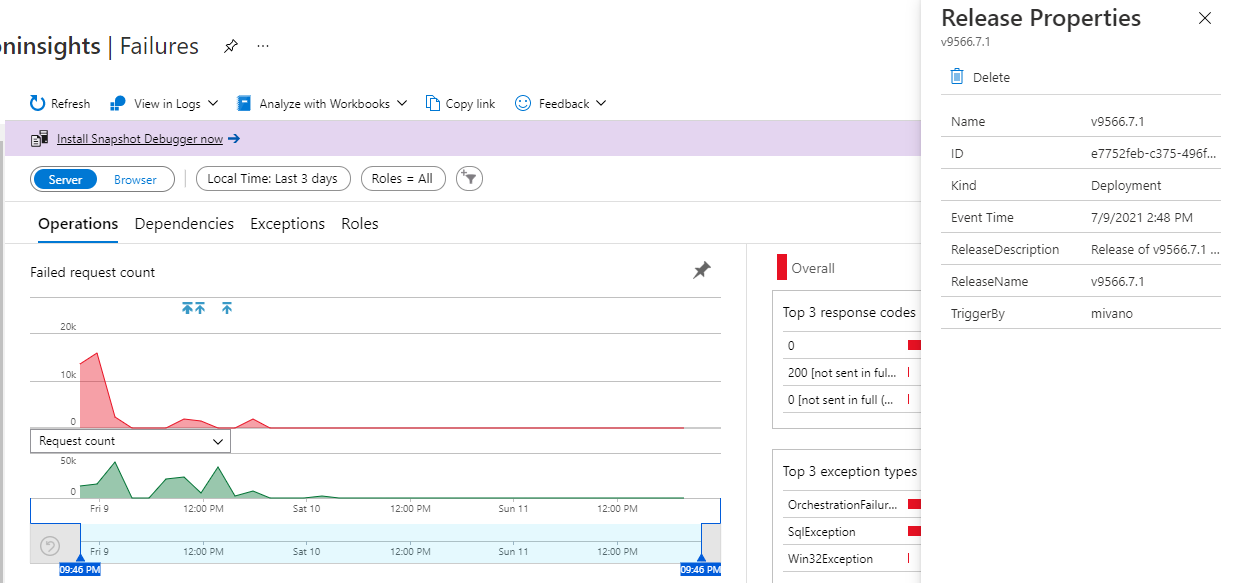 oninsights | Failures
Refresh
View in Logs
Analyze with Workbooks
Copy link
Feedback
Install Snapshot Debugger now
Server
Browser
Local Time: Last 3 days
Roles = All
Operations
Dependencies
Exceptions
Roles
Failed request count
20k
10k
0
Request count
50k
0
Fri 9
12:00 PM
Sat 10
12:00 PM
Sun 11
12:00 PM
Fri 9
12:00 PM
Sat 10
12:00 PM
Sun 11
12:00 PM
09:46 PM
09:46 PM
Overall
Top 3 response codes
0
200 [not sent in ful...
0 [not sent in full (...
Top 3 exception types
OrchestrationFailur...
SqlException
Win32Exception
Release Properties
v9566.7.1
Delete
Name v9566.7.1
ID e7752feb-c375-496f...
Kind Deployment
Event Time 7/9/2021 2:48 PM
ReleaseDescription Release of v9566.7.1 ...
ReleaseName v9566.7.1
TriggerBy mivano